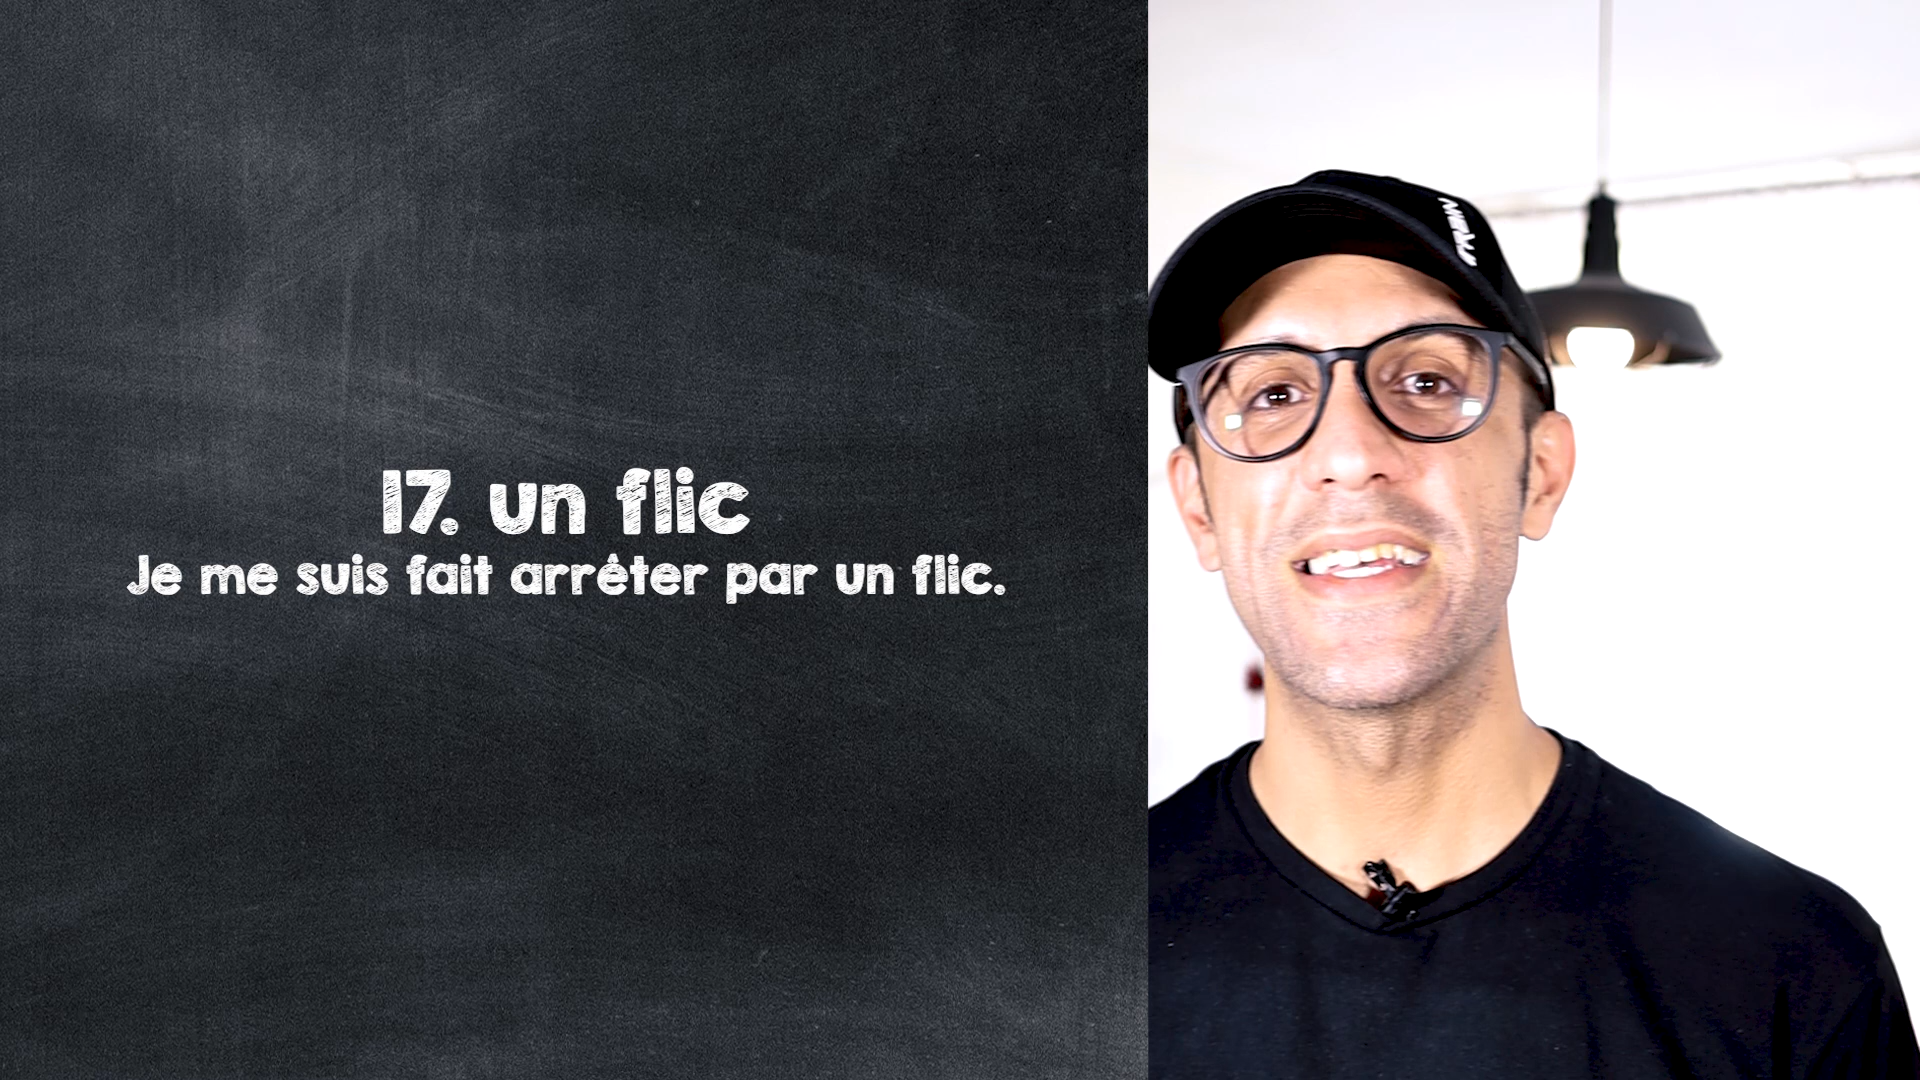 17. un flic
Je me suis fait arrêter par un flic.